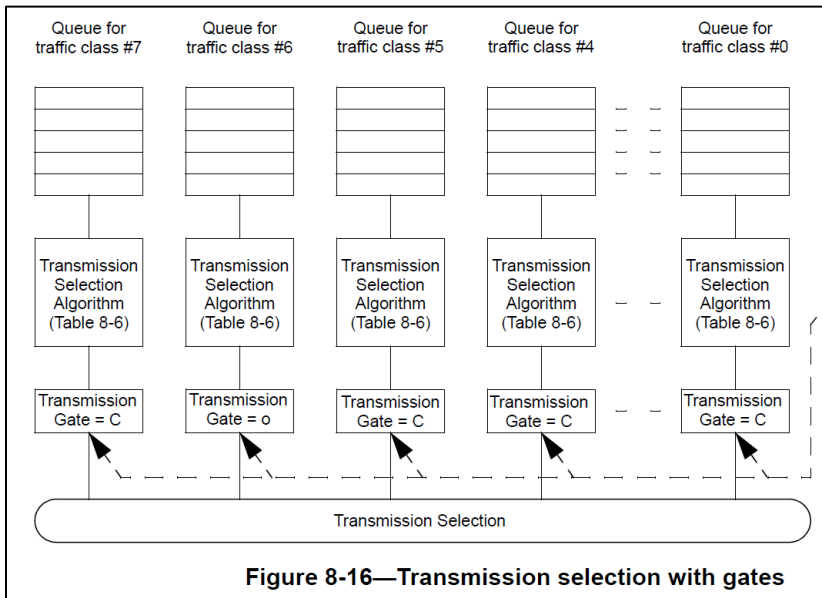 Queue for
traffic class #7
Queue for
traffic class #6
Queue for
traffic class #5
Queue for
traffic class #4
Queue for
traffic class #0
Transmission
Selection
Algorithm
(Table 8-6)
Transmission
Selection
Algorithm
(Table 8-6)
Transmission
Selection
Algorithm
(Table 8-6)
Transmission
Selection
Algorithm
(Table 8-6)
Transmission
Selection
Algorithm
(Table 8-6)
Transmission
Gate = C
Transmission
Gate = o
Transmission
Gate = C
Transmission
Gate = C
Transmission
Gate = C
Transmission Selection
Figure 8-16—Transmission selection with gates